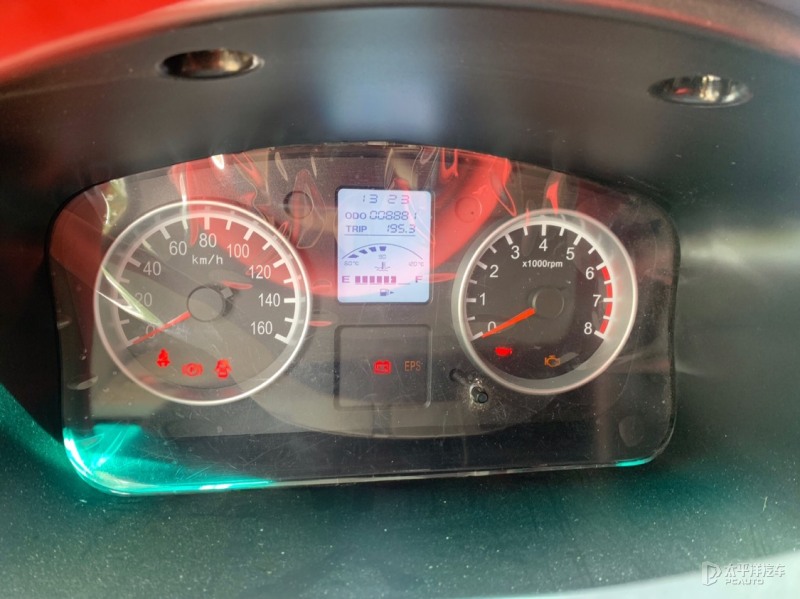 13:23
ODO 008881
TRIP 195.3
E F
0 20 40 60 80 100 120 140 160
km/h
0 1 2 3 4 5 6 7 8
x1000rpm
EPS
太平洋汽车
PCAUTO